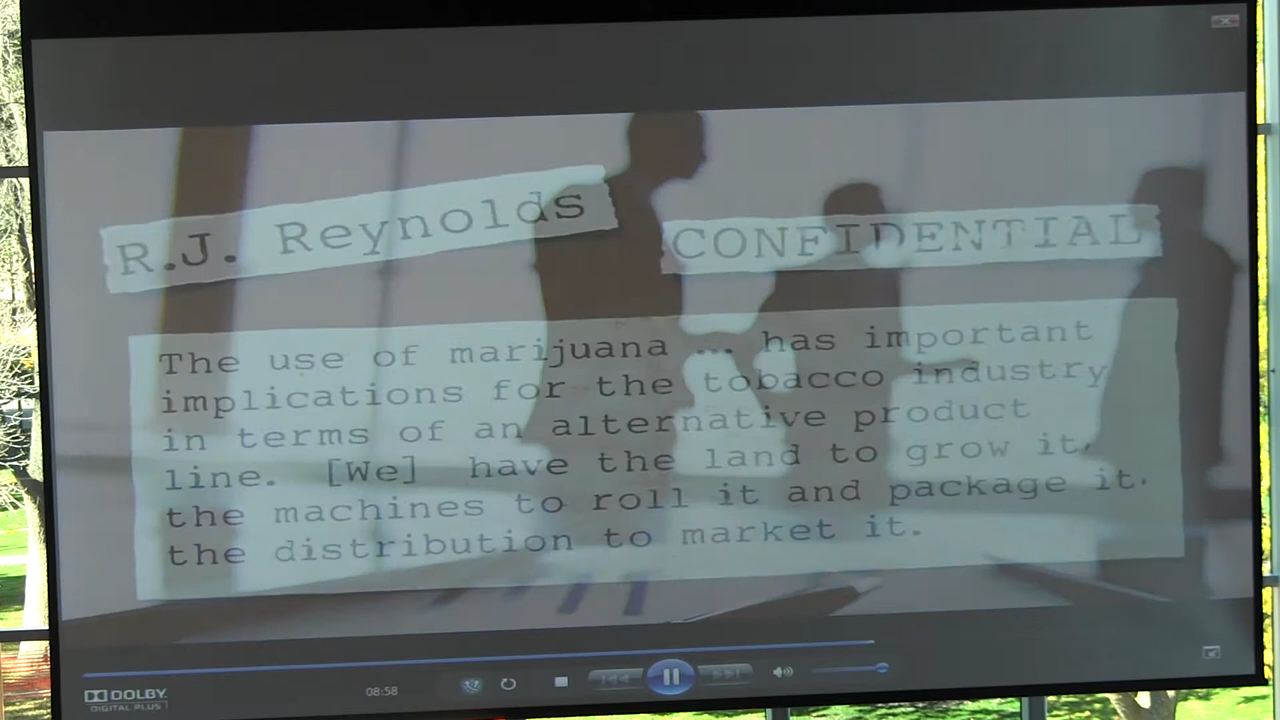 R.J. Reynolds
CONFIDENTIAL
The use of marijuana ... has important
implications for the tobacco industry
in terms of an alternative product
line. [We] have the land to grow it,
the machines to roll it and package it,
the distribution to market it.
08:58
DOLBY
DIGITAL PLUS